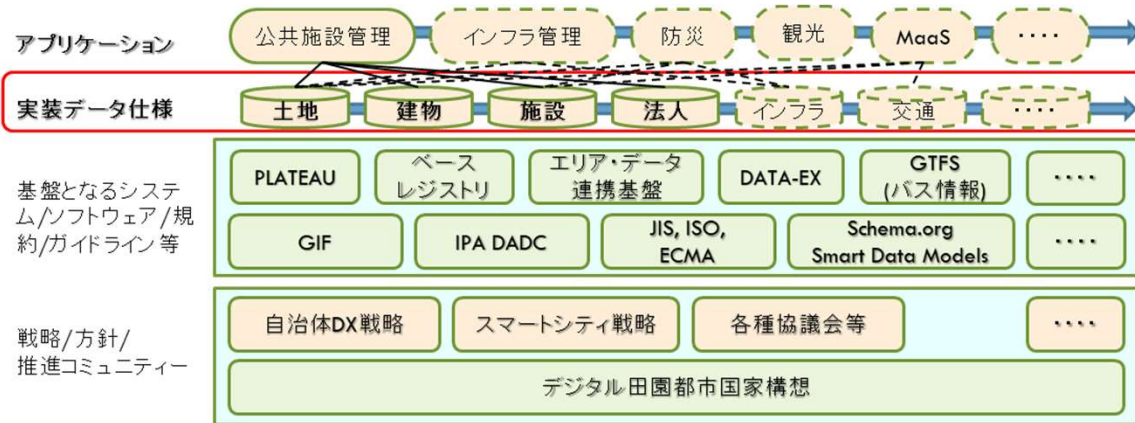 アプリケーション
公共施設管理
インフラ管理
防災
観光
MaaS
‥‥
実装データ仕様
土地
建物
施設
法人
インフラ
交通
‥‥
基盤となるシステ
ム/ソフトウェア/規
約/ガイドライン等
PLATEAU
ベース
レジストリ
エリア・データ
連携基盤
DATA-EX
GTFS
(バス情報)
‥‥
GIF
IPA DADC
JIS, ISO,
ECMA
Schema.org
Smart Data Models
‥‥
戦略/方針/
推進コミュニティー
自治体DX戦略
スマートシティ戦略
各種協議会等
‥‥
デジタル田園都市国家構想